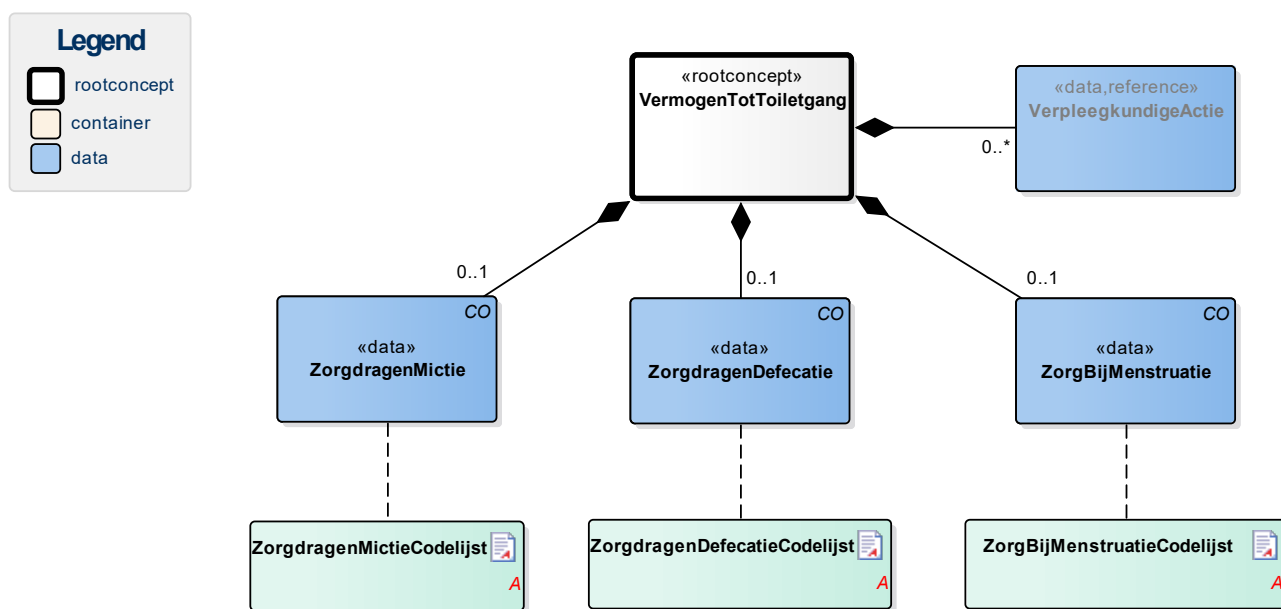 Legend
rootconcept
container
data
«rootconcept»
VermogenTotToiletgang
«data,reference»
VerpleegkundigeActie
0..*
0..1
0..1
0..1
CO
«data»
ZorgdragenMictie
CO
«data»
ZorgdragenDefecatie
CO
«data»
ZorgBijMenstruatie
ZorgdragenMictieCodelijst
A
ZorgdragenDefecatieCodelijst
A
ZorgBijMenstruatieCodelijst
A